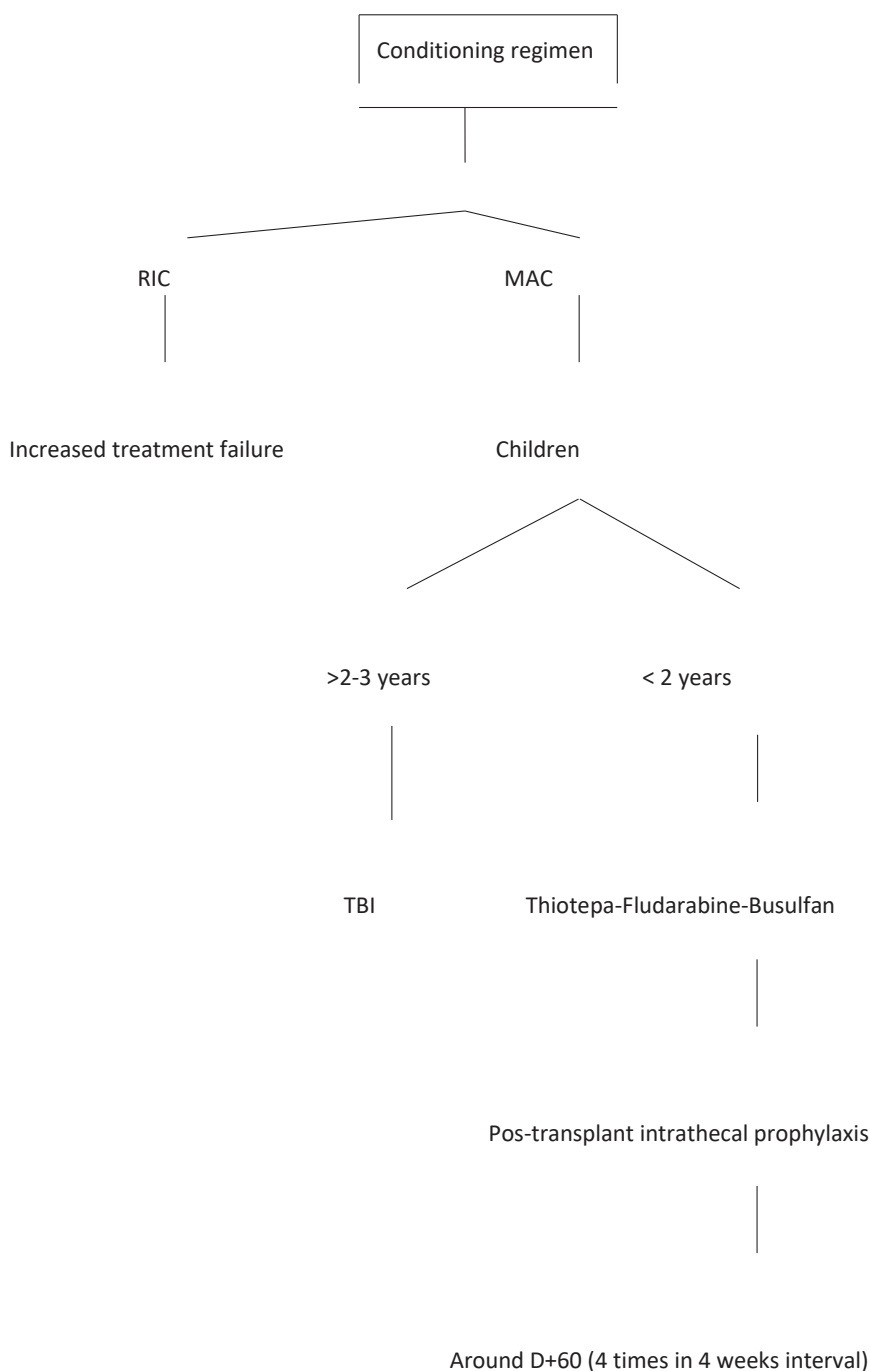 Conditioning regimen
RIC
MAC
Increased treatment failure
Children
>2-3 years
< 2 years
TBI
Thiotepa-Fludarabine-Busulfan
Pos-transplant intrathecal prophylaxis
Around D+60 (4 times in 4 weeks interval)